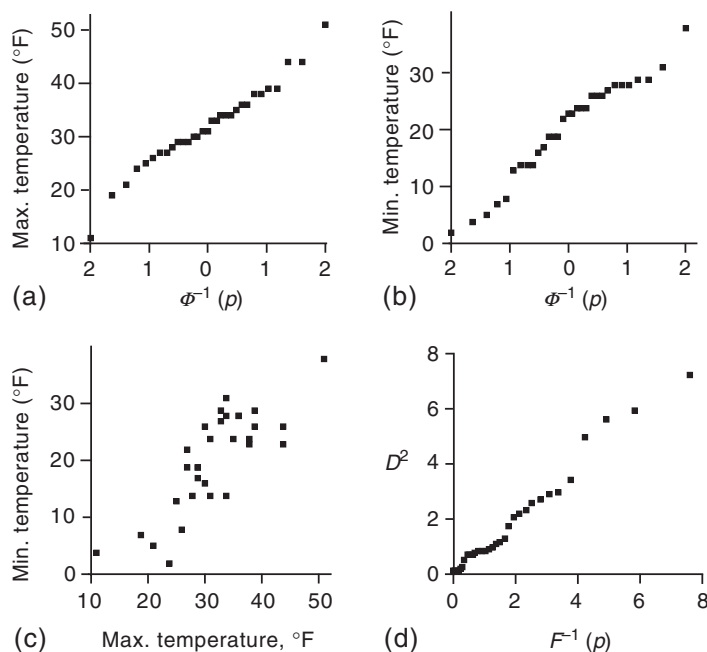 50
40
30
20
10
Max. temperature (°F)
2 1 0 1 2
(a)
Φ⁻¹ (p)
30
20
10
0
Min. temperature (°F)
2 1 0 1 2
(b)
Φ⁻¹ (p)
30
20
10
0
Min. temperature (°F)
10 20 30 40 50
(c) Max. temperature, °F
8
6
4
2
0
D²
0 2 4 6 8
(d)
F⁻¹ (p)